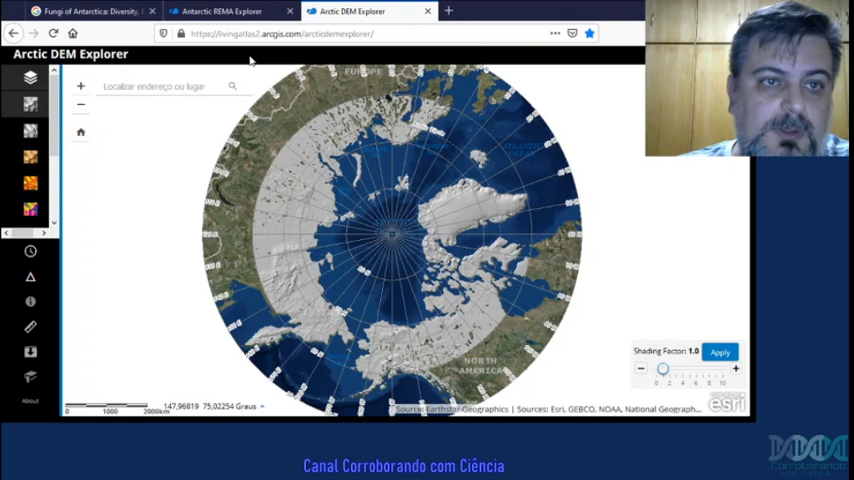 Fungi of Antarctica: Diversity, 
Antarctic REMA Explorer
Arctic DEM Explorer
https://livingatlas2.arcgis.com/arcticdemexplorer/
Arctic DEM Explorer
Localizar endereço ou lugar
EUROPE
ATLANTIC
OCEAN
NORTH
AMERICA
Shading Factor: 1.0
Apply
0 2 4 6 8 10
About
0 1000 2000km
147,96819 75,02254 Graus
Source: Earthstar Geographics | Sources: Esri, GEBCO, NOAA, National Geograph...
esri
Canal Corroborando com Ciência
Corroborando
com Ciência